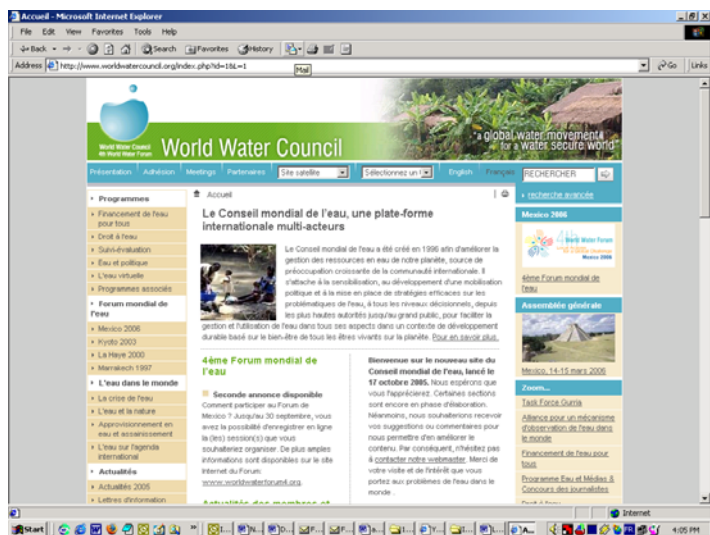 Accueil - Microsoft Internet Explorer
File Edit View Favorites Tools Help
Back Search Favorites History
Address http://www.worldwatercouncil.org/index.php?id=16L=1 Go Links
Mail
World Water Council
4th World Water Forum
World Water Council
"a global water movement
for a water secure world"
Présentation Adhésion Meetings Partenaires Site satellite Sélectionnez un English Français RECHERCHER
recherche avancée
Programmes
Financement de l'eau
pour tous
Droit à l'eau
Suivi-évaluation
Eau et politique
L'eau virtuelle
Programmes associés
Forum mondial de
l'eau
Mexico 2006
Kyoto 2003
La Haye 2000
Marrakech 1997
L'eau dans le monde
La crise de l'eau
L'eau et la nature
Approvisionnement en
eau et assainissement
L'eau sur l'agenda
international
Actualités
Actualités 2005
Lettres d'information
Accueil
Le Conseil mondial de l'eau, une plate-forme
internationale multi-acteurs
Le Conseil mondial de l'eau a été créé en 1996 afin d'améliorer la
gestion des ressources en eau de notre planète, source de
préoccupation croissante de la communauté internationale. Il
s'attache à la sensibilisation, au développement d'une mobilisation
politique et à la mise en place de stratégies efficaces sur les
problématiques de l'eau, à tous les niveaux décisionnels, depuis
les plus hautes autorités jusqu'au grand public, pour faciliter la
gestion et l'utilisation de l'eau dans tous ses aspects dans un contexte de développement
durable basé sur le bien-être de tous les êtres vivants sur la planète. Pour en savoir plus.
4ème Forum mondial de
l'eau
Seconde annonce disponible
Comment participer au Forum de
Mexico ? Jusqu'au 30 septembre, vous
avez la possibilité d'enregistrer en ligne
la (les) session(s) que vous
souhaiteriez organiser. De plus amples
informations sont disponibles sur le site
Internet du Forum:
www.worldwaterforum4.org.
Actualités des membres et
Bienvenue sur le nouveau site du
Conseil mondial de l'eau, lancé le
17 octobre 2005. Nous espérons que
vous l'apprécierez. Certaines sections
sont encore en phase d'élaboration.
Néanmoins, nous souhaiterions recevoir
vos suggestions ou commentaires pour
nous permettre d'en améliorer le
contenu. Par conséquent, n'hésitez pas
à contacter notre webmaster. Merci de
votre visite et de l'intérêt que vous
portez aux problèmes de l'eau dans le
monde .
Mexico 2006
4th World Water Forum
Mexico 2006
4ème Forum mondial de
l'eau
Assemblée générale
Mexico, 14-15 mars 2006
Zoom...
Task Force Gurria
Alliance pour un mécanisme
d'observation de l'eau dans
le monde
Financement de l'eau pour
tous
Programme Eau et Médias &
Concours des journalistes
Droit à l'eau
Internet
Start 4:05 PM